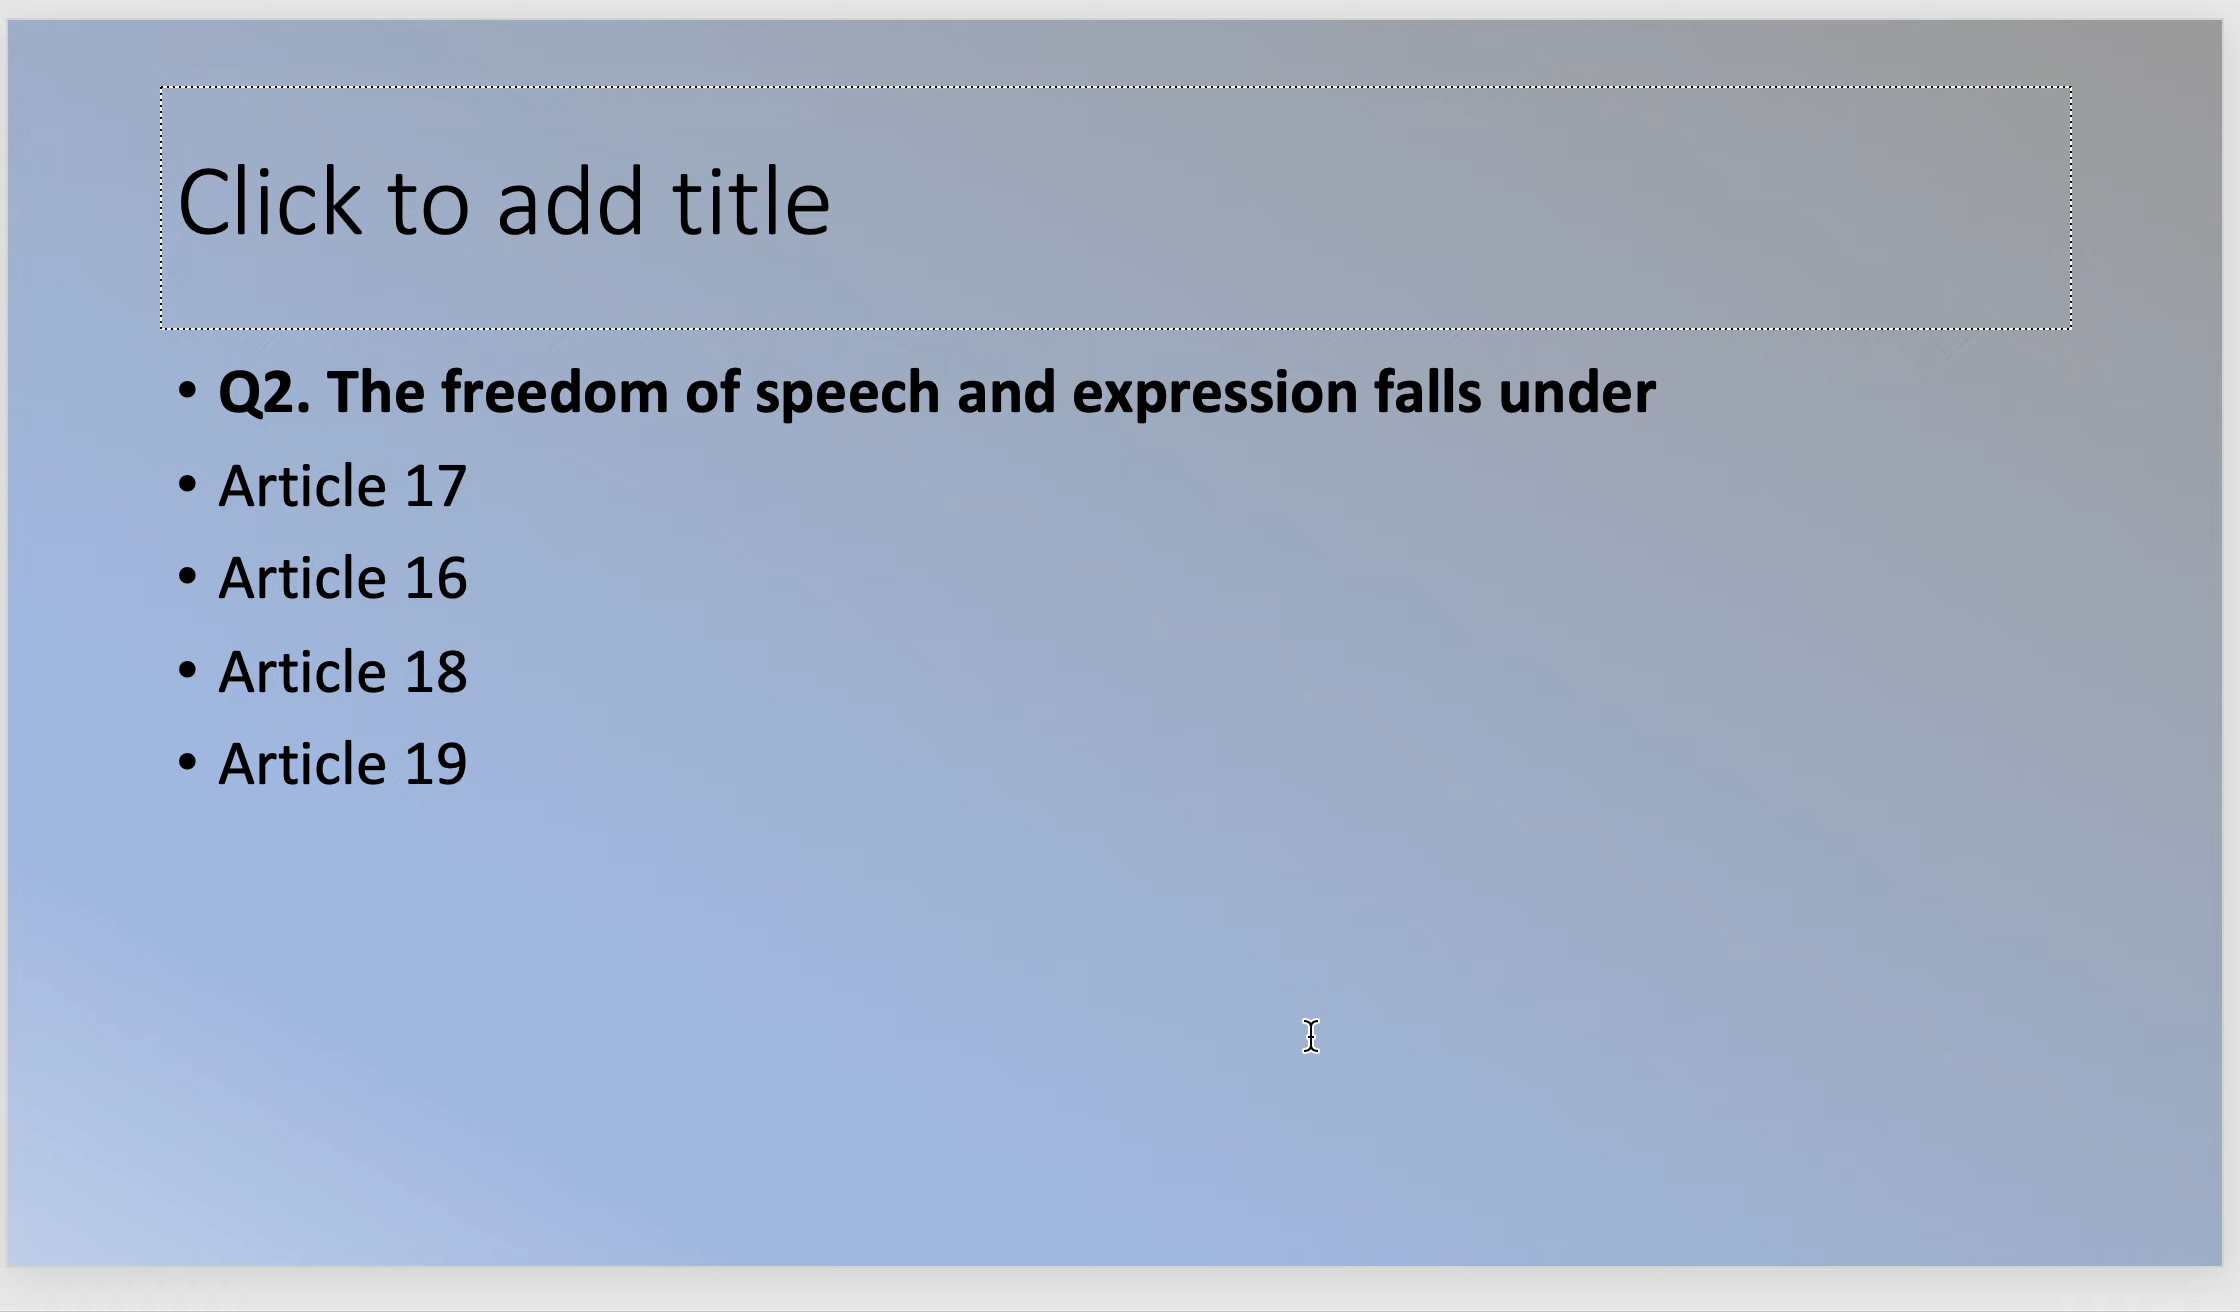 Click to add title
• Q2. The freedom of speech and expression falls under
• Article 17
• Article 16
• Article 18
• Article 19